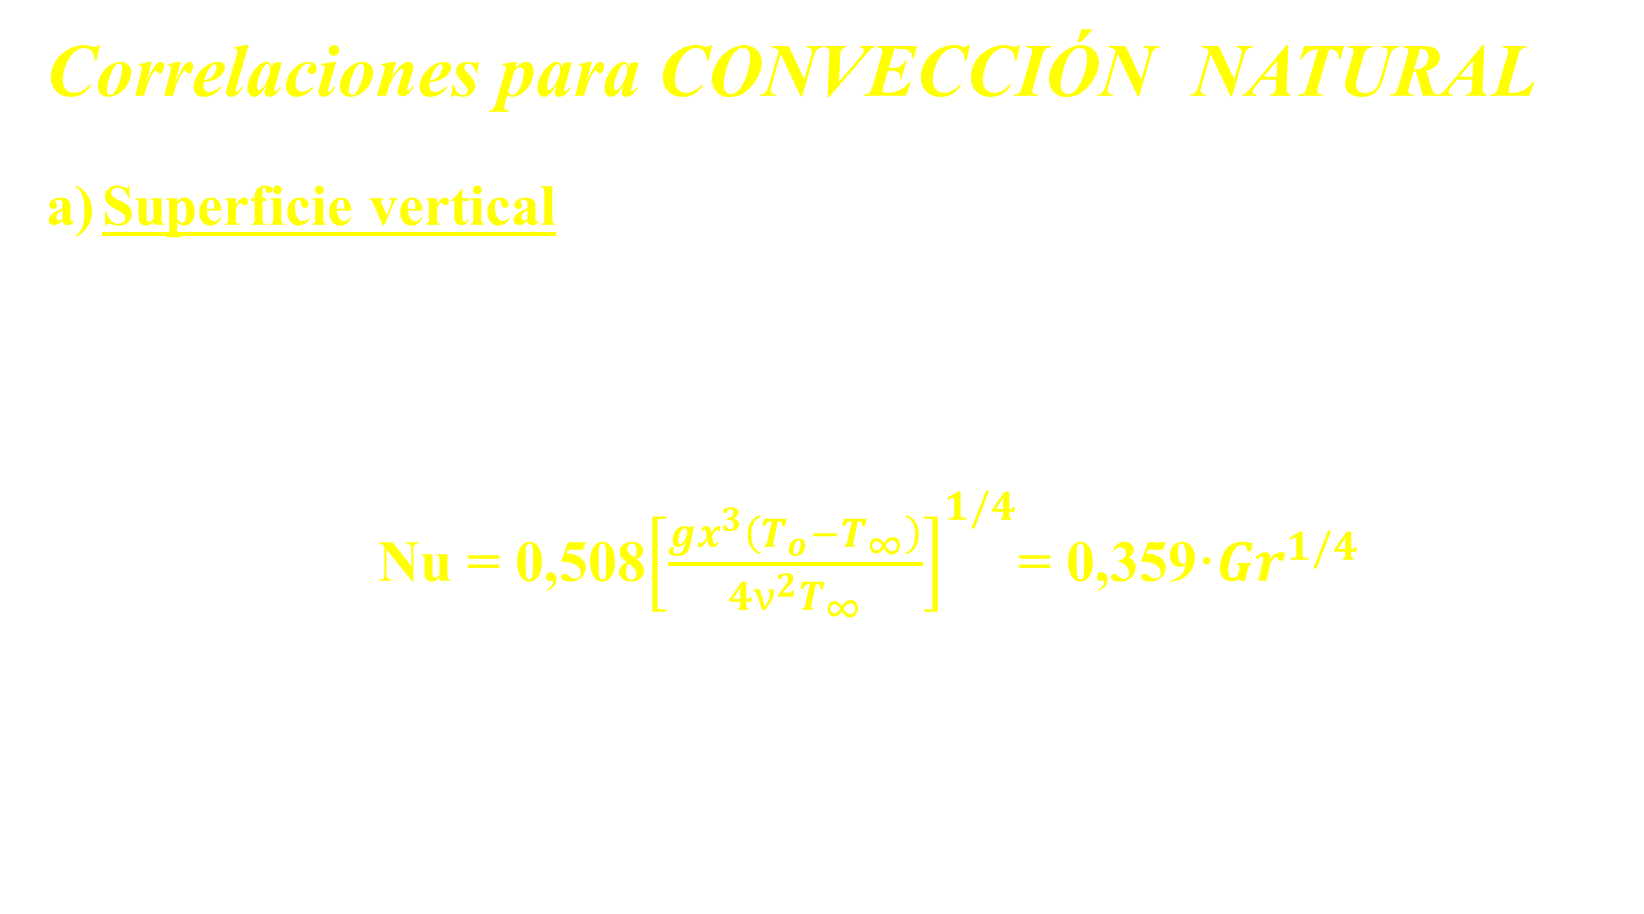 Correlaciones para CONVECCIÓN NATURAL
a) Superficie vertical
Nu = 0,508[gx³(Tₒ−T∞)/4ν²T∞]^1/4 = 0,359·Gr^1/4